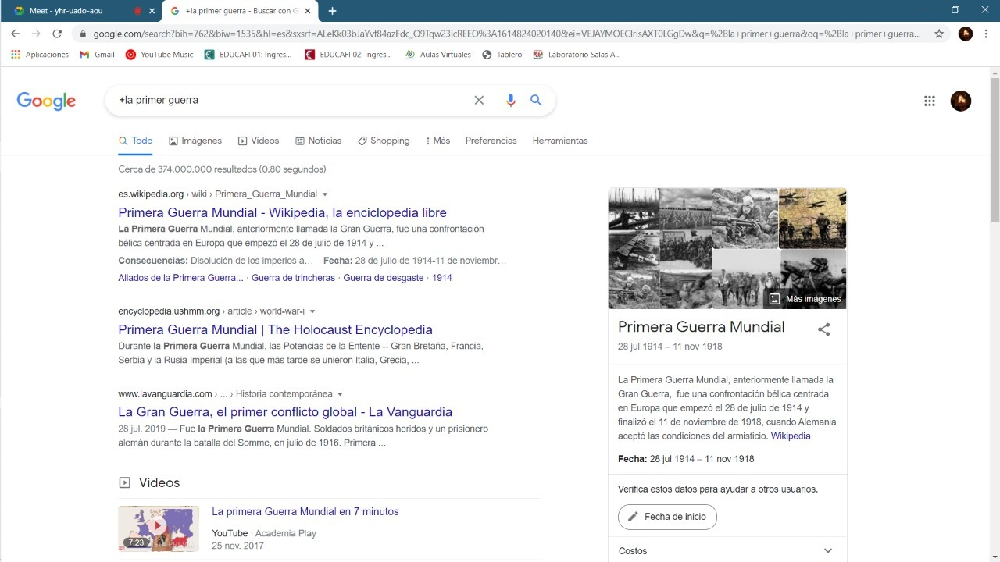 Meet - yhr-uado-aou
+la primer guerra - Buscar con G
google.com/search?bih=762&biw=1535&hl=es&sxsrf=ALeKk03bJaYvf84azFdc_OQTqw23icREEQ%3A1614824020140&ei=VEJAYMOECIrisAXT0LGgDw&q=%2Bla+primer+guerra&oq=%2Bla+primer+guerra...
Aplicaciones
Gmail
YouTube Music
EDUCAFI 01: Ingres...
EDUCAFI 02: Ingres...
Aulas Virtuales
Tablero
Laboratorio Salas A...
Google
+la primer guerra
Todo
Imágenes
Videos
Noticias
Shopping
Más
Preferencias
Herramientas
Cerca de 374,000,000 resultados (0.80 segundos)
es.wikipedia.org › wiki › Primera_Guerra_Mundial
Primera Guerra Mundial - Wikipedia, la enciclopedia libre
La Primera Guerra Mundial, anteriormente llamada la Gran Guerra, fue una confrontación
bélica centrada en Europa que empezó el 28 de julio de 1914 y ...
Consecuencias: Disolución de los imperios a... Fecha: 28 de julio de 1914-11 de noviembr...
Aliados de la Primera Guerra... · Guerra de trincheras · Guerra de desgaste · 1914
encyclopedia.ushmm.org › article › world-war-i
Primera Guerra Mundial | The Holocaust Encyclopedia
Durante la Primera Guerra Mundial, las Potencias de la Entente -- Gran Bretaña, Francia,
Serbia y la Rusia Imperial (a las que más tarde se unieron Italia, Grecia, ...
www.lavanguardia.com › ... › Historia contemporánea
La Gran Guerra, el primer conflicto global - La Vanguardia
28 jul. 2019 — Fue la Primera Guerra Mundial. Soldados británicos heridos y un prisionero
alemán durante la batalla del Somme, en julio de 1916. Primera ...
Videos
La primera Guerra Mundial en 7 minutos
YouTube · Academia Play
25 nov. 2017
7:23
Más imágenes
Primera Guerra Mundial
28 jul 1914 – 11 nov 1918
La Primera Guerra Mundial, anteriormente llamada la
Gran Guerra, fue una confrontación bélica centrada
en Europa que empezó el 28 de julio de 1914 y
finalizó el 11 de noviembre de 1918, cuando Alemania
aceptó las condiciones del armisticio. Wikipedia
Fecha: 28 jul 1914 – 11 nov 1918
Verifica estos datos para ayudar a otros usuarios.
Fecha de inicio
Costos